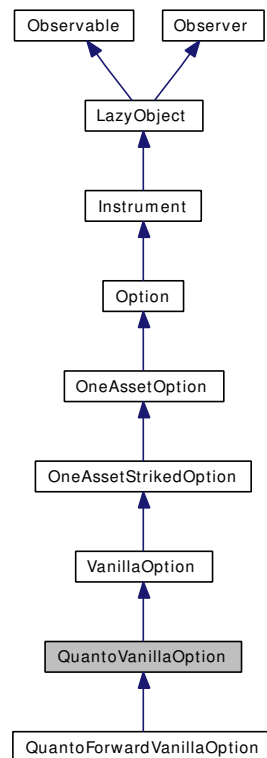 Observable
Observer
LazyObject
Instrument
Option
OneAssetOption
OneAssetStrikedOption
VanillaOption
QuantoVanillaOption
QuantoForwardVanillaOption